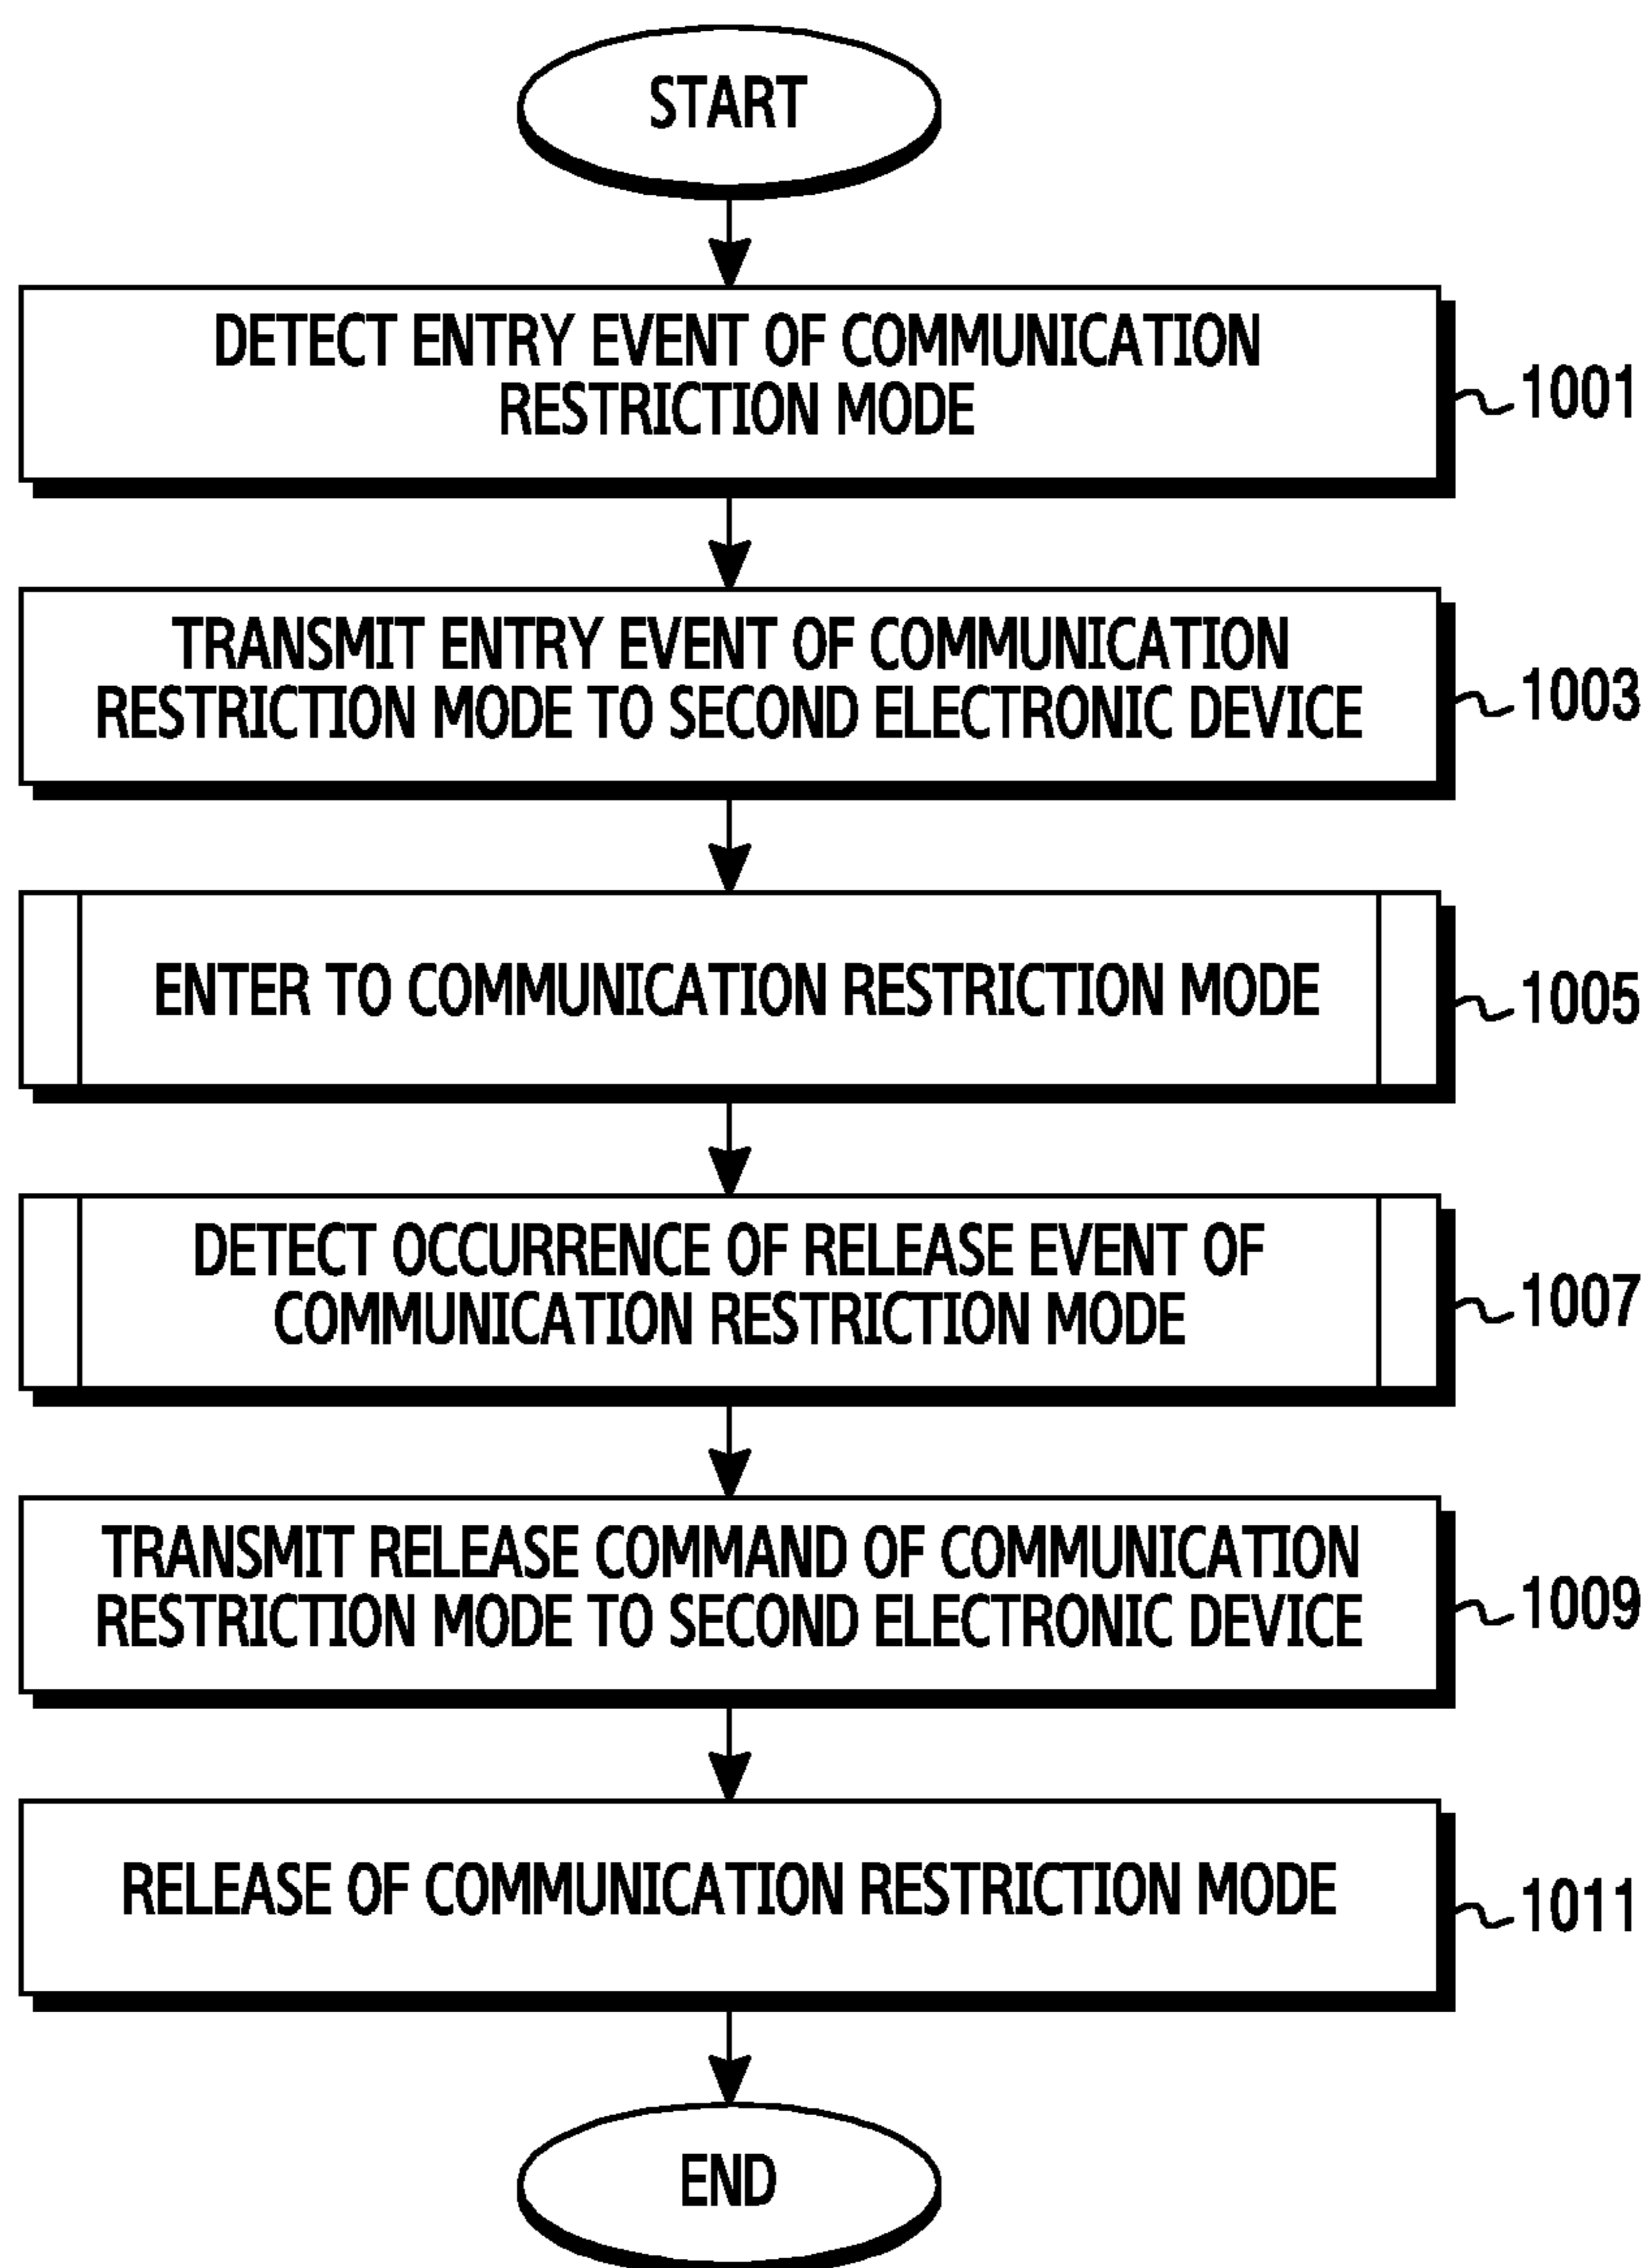 START
DETECT ENTRY EVENT OF COMMUNICATION
RESTRICTION MODE
1001
TRANSMIT ENTRY EVENT OF COMMUNICATION
RESTRICTION MODE TO SECOND ELECTRONIC DEVICE
1003
ENTER TO COMMUNICATION RESTRICTION MODE
1005
DETECT OCCURRENCE OF RELEASE EVENT OF
COMMUNICATION RESTRICTION MODE
1007
TRANSMIT RELEASE COMMAND OF COMMUNICATION
RESTRICTION MODE TO SECOND ELECTRONIC DEVICE
1009
RELEASE OF COMMUNICATION RESTRICTION MODE
1011
END